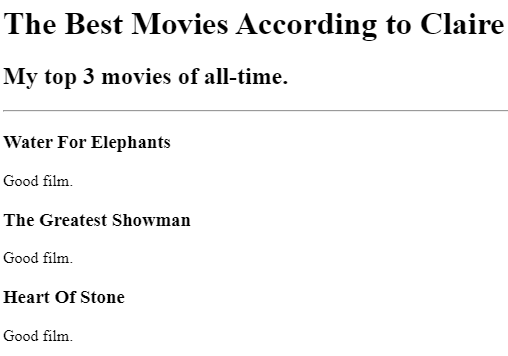 The Best Movies According to Claire
My top 3 movies of all-time.
Water For Elephants
Good film.
The Greatest Showman
Good film.
Heart Of Stone
Good film.